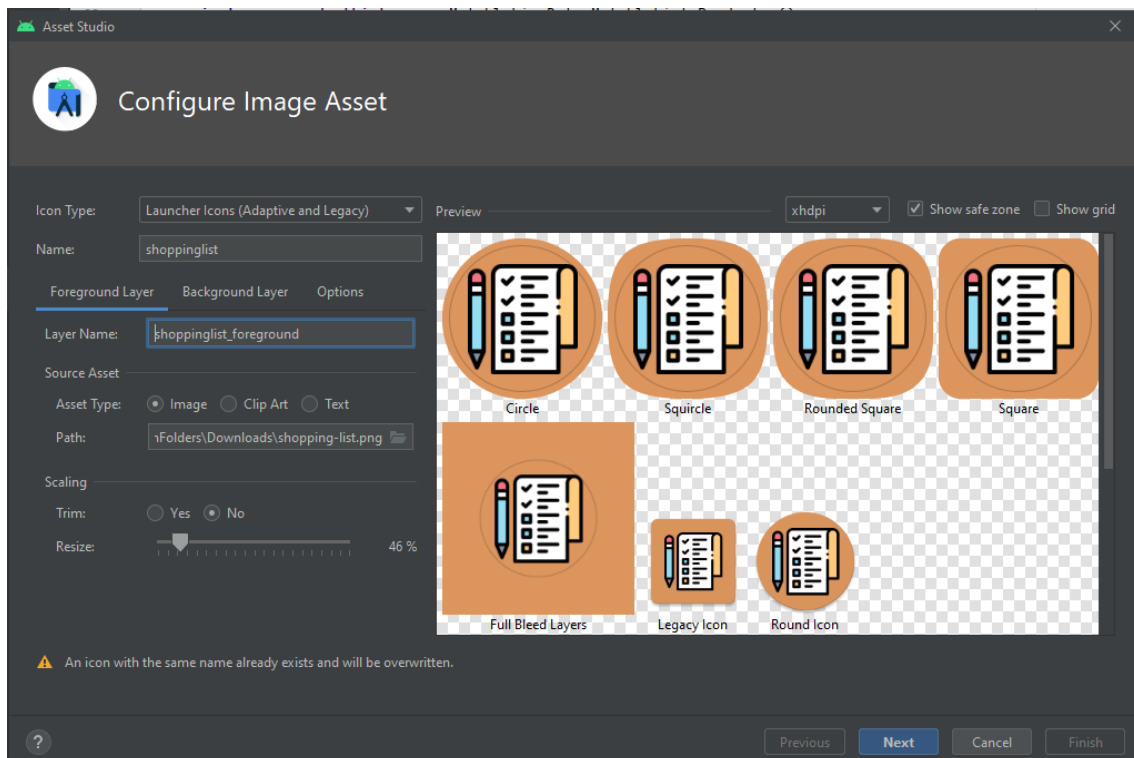 Asset Studio
Configure Image Asset
Icon Type: Launcher Icons (Adaptive and Legacy)
Name: shoppinglist
Foreground Layer Background Layer Options
Layer Name: shoppinglist_foreground
Source Asset
Asset Type: Image Clip Art Text
Path: Folders\Downloads\shopping-list.png
Scaling
Trim: Yes No
Resize: 46 %
Preview xhdpi Show safe zone Show grid
Circle Squircle Rounded Square Square
Full Bleed Layers Legacy Icon Round Icon
An icon with the same name already exists and will be overwritten.
? Previous Next Cancel Finish